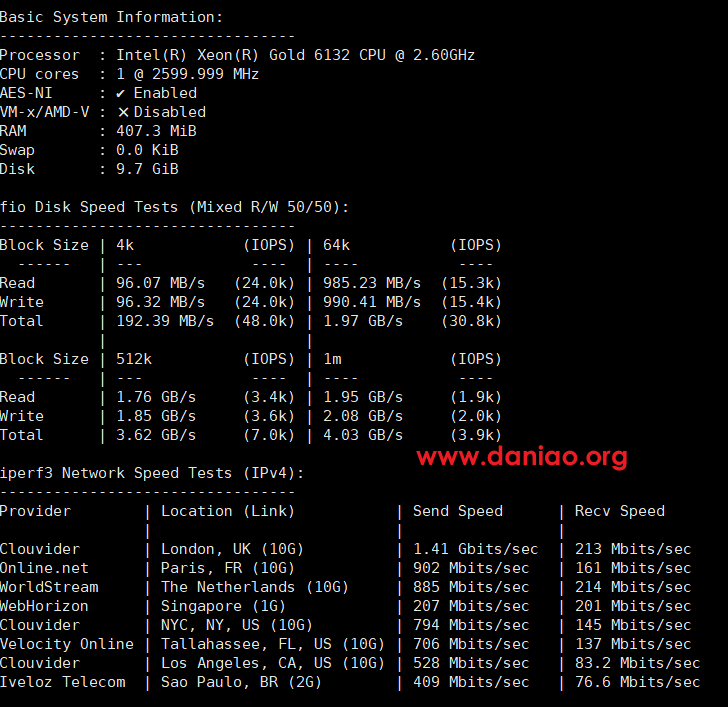 Basic System Information:
---------------------------------
Processor  : Intel(R) Xeon(R) Gold 6132 CPU @ 2.60GHz
CPU cores  : 1 @ 2599.999 MHz
AES-NI     : ✔ Enabled
VM-x/AMD-V : ❌ Disabled
RAM        : 407.3 MiB
Swap       : 0.0 KiB
Disk       : 9.7 GiB
fio Disk Speed Tests (Mixed R/W 50/50):
---------------------------------
Block Size | 4k            (IOPS) | 64k           (IOPS)
  ------   | ---            ----  | ----           ----
Read       | 96.07 MB/s   (24.0k) | 985.23 MB/s  (15.3k)
Write      | 96.32 MB/s   (24.0k) | 990.41 MB/s  (15.4k)
Total      | 192.39 MB/s  (48.0k) | 1.97 GB/s    (30.8k)
           |                      |
Block Size | 512k          (IOPS) | 1m            (IOPS)
  ------   | ---            ----  | ----           ----
Read       | 1.76 GB/s     (3.4k) | 1.95 GB/s     (1.9k)
Write      | 1.85 GB/s     (3.6k) | 2.08 GB/s     (2.0k)
Total      | 3.62 GB/s     (7.0k) | 4.03 GB/s     (3.9k)
www.daniao.org
iperf3 Network Speed Tests (IPv4):
---------------------------------
Provider        | Location (Link)           | Send Speed      | Recv Speed
                |                           |                 |
Clouvider       | London, UK (10G)          | 1.41 Gbits/sec  | 213 Mbits/sec
Online.net      | Paris, FR (10G)           | 902 Mbits/sec   | 161 Mbits/sec
WorldStream     | The Netherlands (10G)     | 885 Mbits/sec   | 214 Mbits/sec
WebHorizon      | Singapore (1G)            | 207 Mbits/sec   | 201 Mbits/sec
Clouvider       | NYC, NY, US (10G)         | 794 Mbits/sec   | 145 Mbits/sec
Velocity Online | Tallahassee, FL, US (10G) | 706 Mbits/sec   | 137 Mbits/sec
Clouvider       | Los Angeles, CA, US (10G) | 528 Mbits/sec   | 83.2 Mbits/sec
Iveloz Telecom  | Sao Paulo, BR (2G)        | 409 Mbits/sec   | 76.6 Mbits/sec